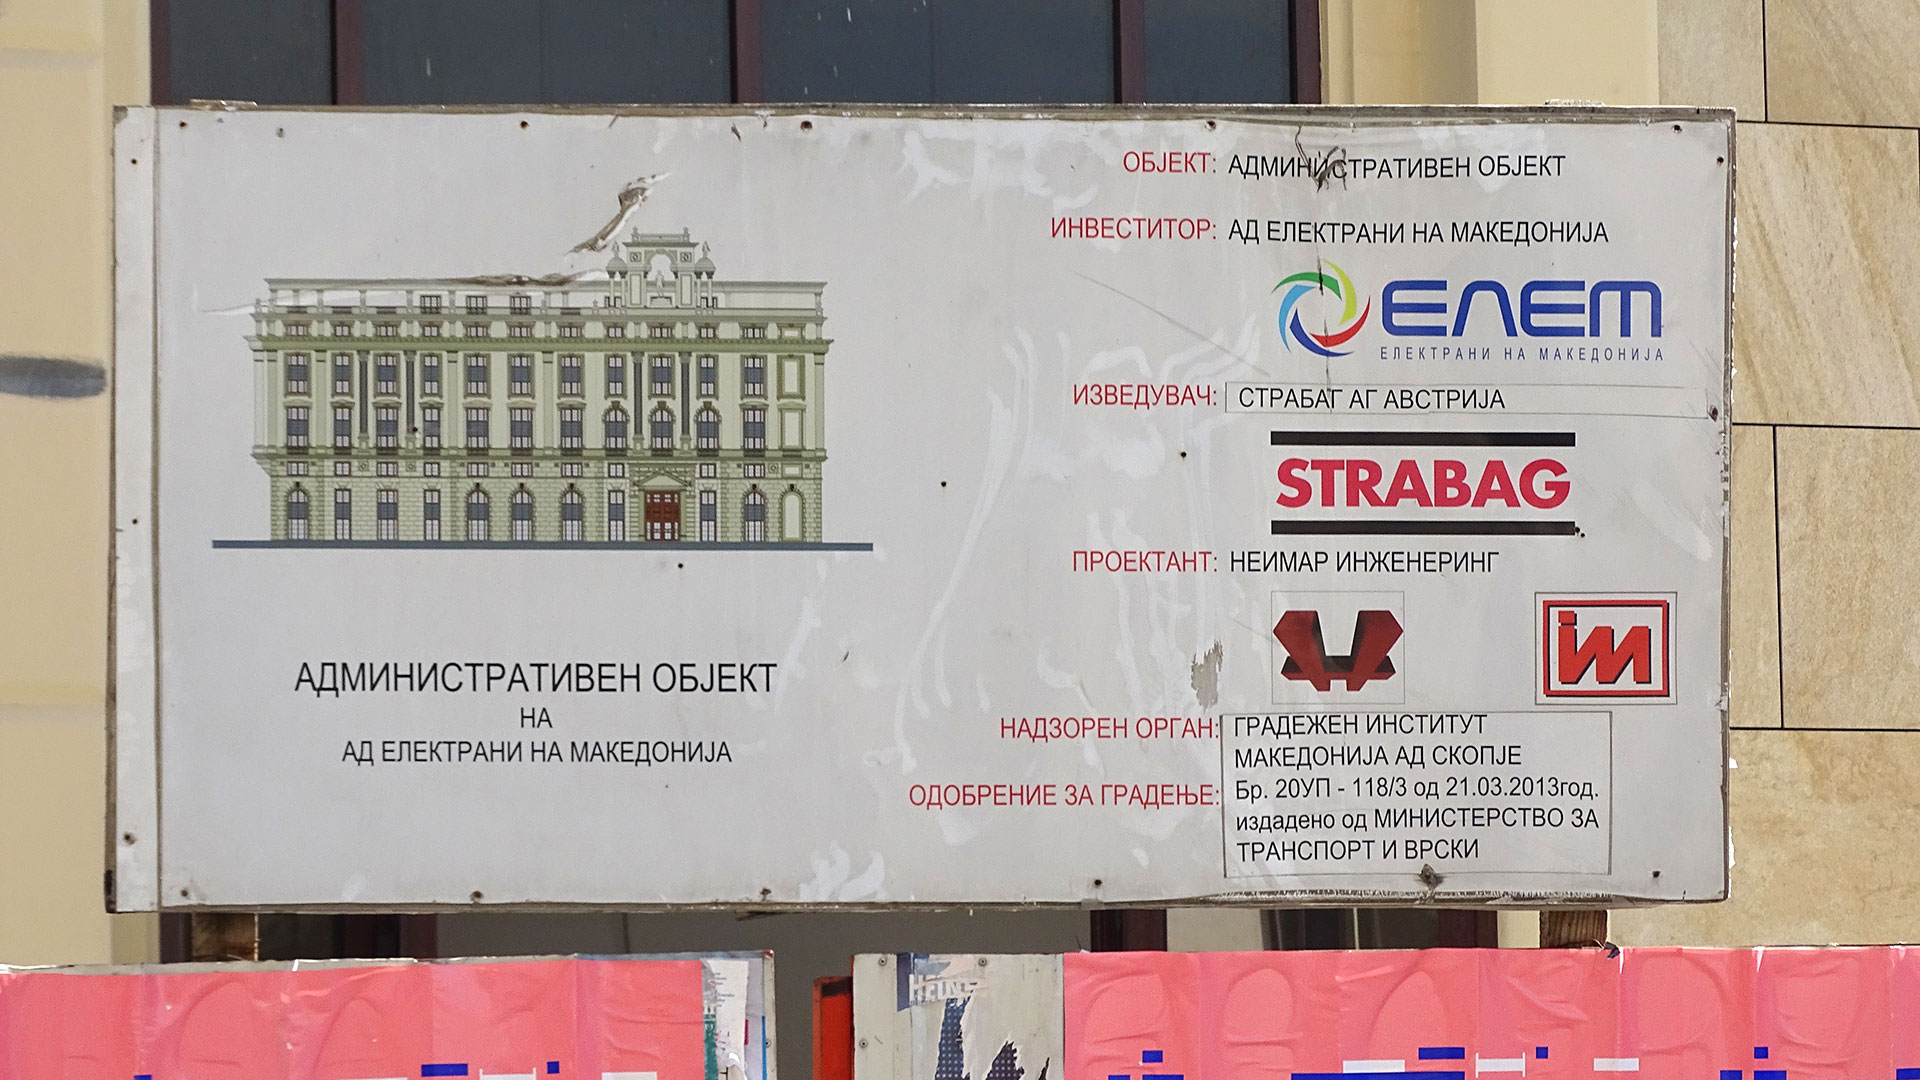 АДМИНИСТРАТИВЕН ОБЈЕКТ
НА
АД ЕЛЕКТРАНИ НА МАКЕДОНИЈА
ОБЈЕКТ: АДМИНИСТРАТИВЕН ОБЈЕКТ
ИНВЕСТИТОР: АД ЕЛЕКТРАНИ НА МАКЕДОНИЈА
ЕЛЕМ
ЕЛЕКТРАНИ НА МАКЕДОНИЈА
ИЗВЕДУВАЧ: СТРАБАГ АГ АВСТРИЈА
STRABAG
ПРОЕКТАНТ: НЕИМАР ИНЖЕНЕРИНГ
im
НАДЗОРЕН ОРГАН: ГРАДЕЖЕН ИНСТИТУТ
МАКЕДОНИЈА АД СКОПЈЕ
ОДОБРЕНИЕ ЗА ГРАДЕЊЕ: Бр. 20УП - 118/3 од 21.03.2013год.
издадено од МИНИСТЕРСТВО ЗА
ТРАНСПОРТ И ВРСКИ